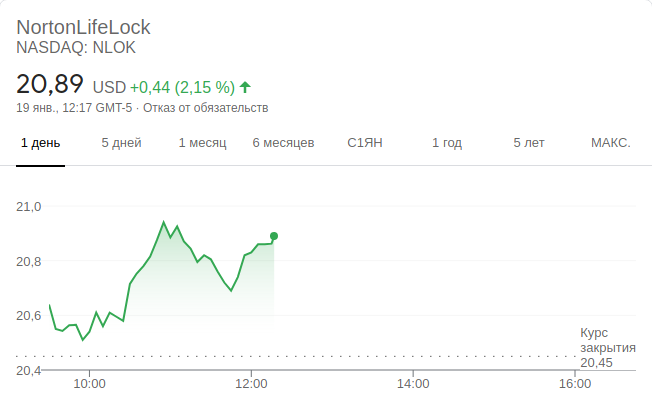 NortonLifeLock
NASDAQ: NLOK
20,89 USD +0,44 (2,15 %)
19 янв., 12:17 GMT-5 · Отказ от обязательств
1 день 5 дней 1 месяц 6 месяцев С1ЯН 1 год 5 лет МАКС.
21,0
20,8
20,6
Курс
закрытия
20,45
20,4
10:00 12:00 14:00 16:00